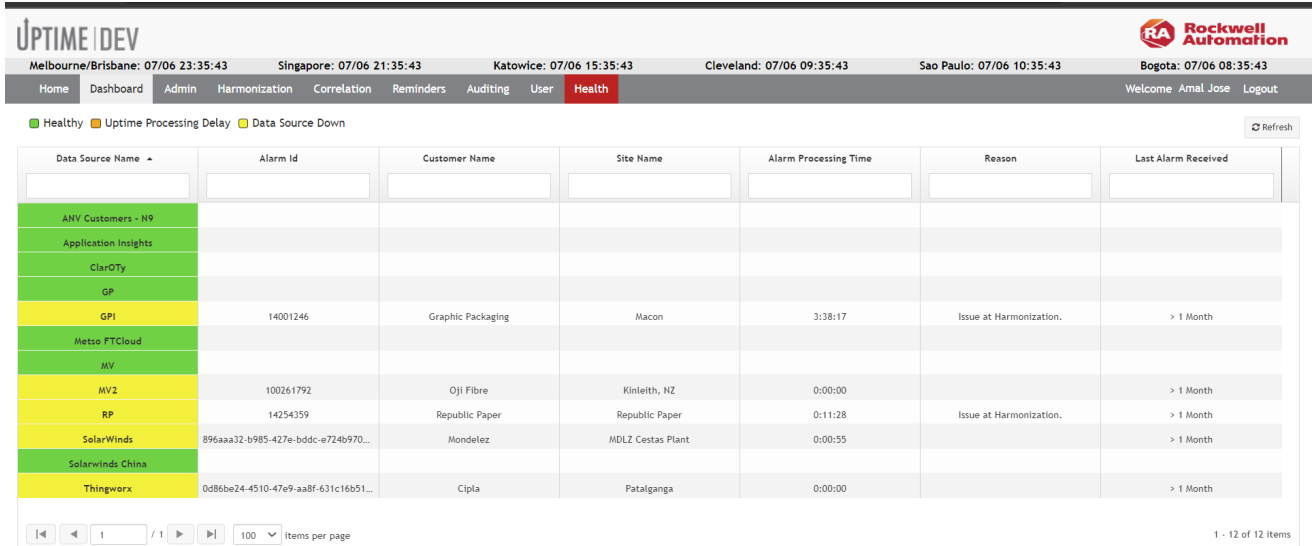 UPTIME|DEV
Rockwell Automation
Melbourne/Brisbane: 07/06 23:35:43 Singapore: 07/06 21:35:43 Katowice: 07/06 15:35:43 Cleveland: 07/06 09:35:43 Sao Paulo: 07/06 10:35:43 Bogota: 07/06 08:35:43
Home Dashboard Admin Harmonization Correlation Reminders Auditing User Health Welcome Amal Jose Logout
Healthy Uptime Processing Delay Data Source Down Refresh
Data Source Name Alarm Id Customer Name Site Name Alarm Processing Time Reason Last Alarm Received
ANV Customers - N9
Application Insights
ClarOTy
GP
GPI 14001246 Graphic Packaging Macon 3:38:17 Issue at Harmonization. > 1 Month
Metso FTCloud
MV
MV2 100261792 Oji Fibre Kinleith, NZ 0:00:00 > 1 Month
RP 14254359 Republic Paper Republic Paper 0:11:28 Issue at Harmonization. > 1 Month
SolarWinds 896aaa32-b985-427e-bddc-e724b970... Mondelez MDLZ Cestas Plant 0:00:55 > 1 Month
Solarwinds China
Thingworx 0d86be24-4510-47e9-aa8f-631c16b51... Cipla Patalganga 0:00:00 > 1 Month
1 / 1 100 items per page 1 - 12 of 12 items